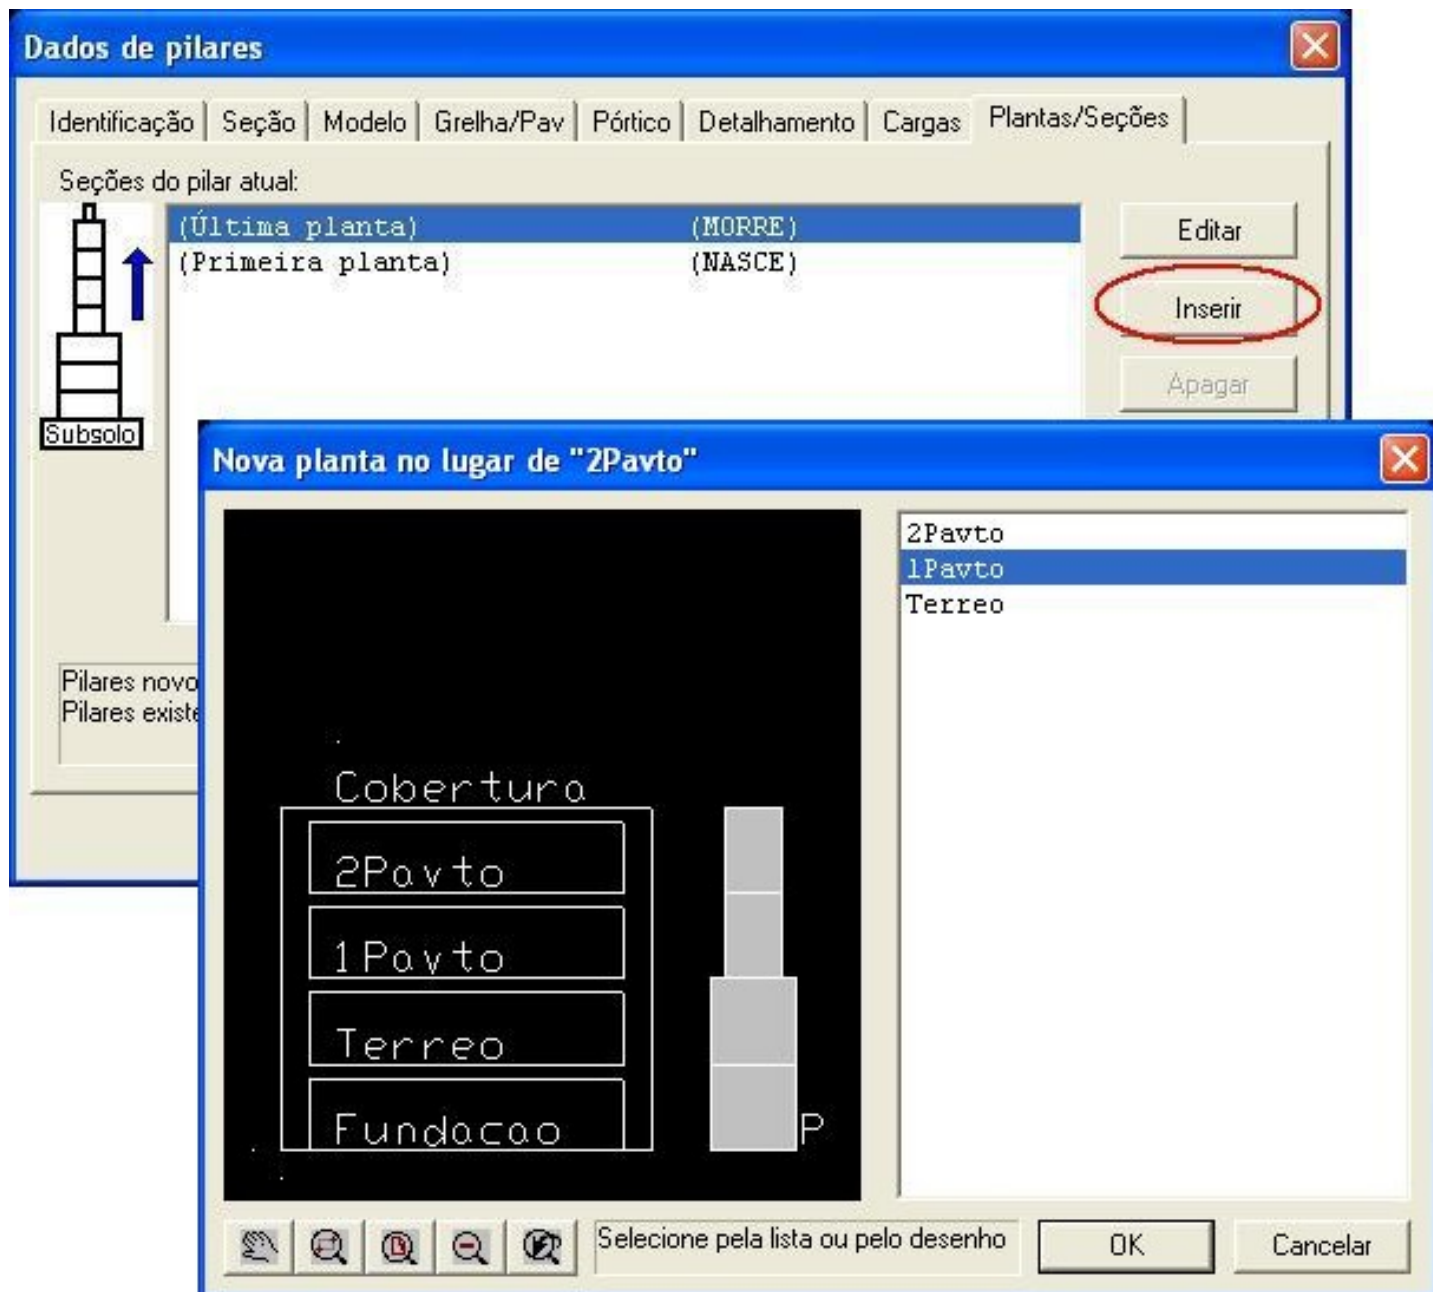 Dados de pilares
Identificação Seção Modelo Grelha/Pav Pórtico Detalhamento Cargas Plantas/Seções
Seções do pilar atual:
(Última planta) (MORRE)
(Primeira planta) (NASCE)
Editar
Inserir
Apagar
Subsolo
Nova planta no lugar de "2Pavto"
2Pavto
1Pavto
Terreo
Pilares novo
Pilares existe
Cobertura
2Pavto
1Pavto
Terreo
Fundacao P
Selecione pela lista ou pelo desenho OK Cancelar